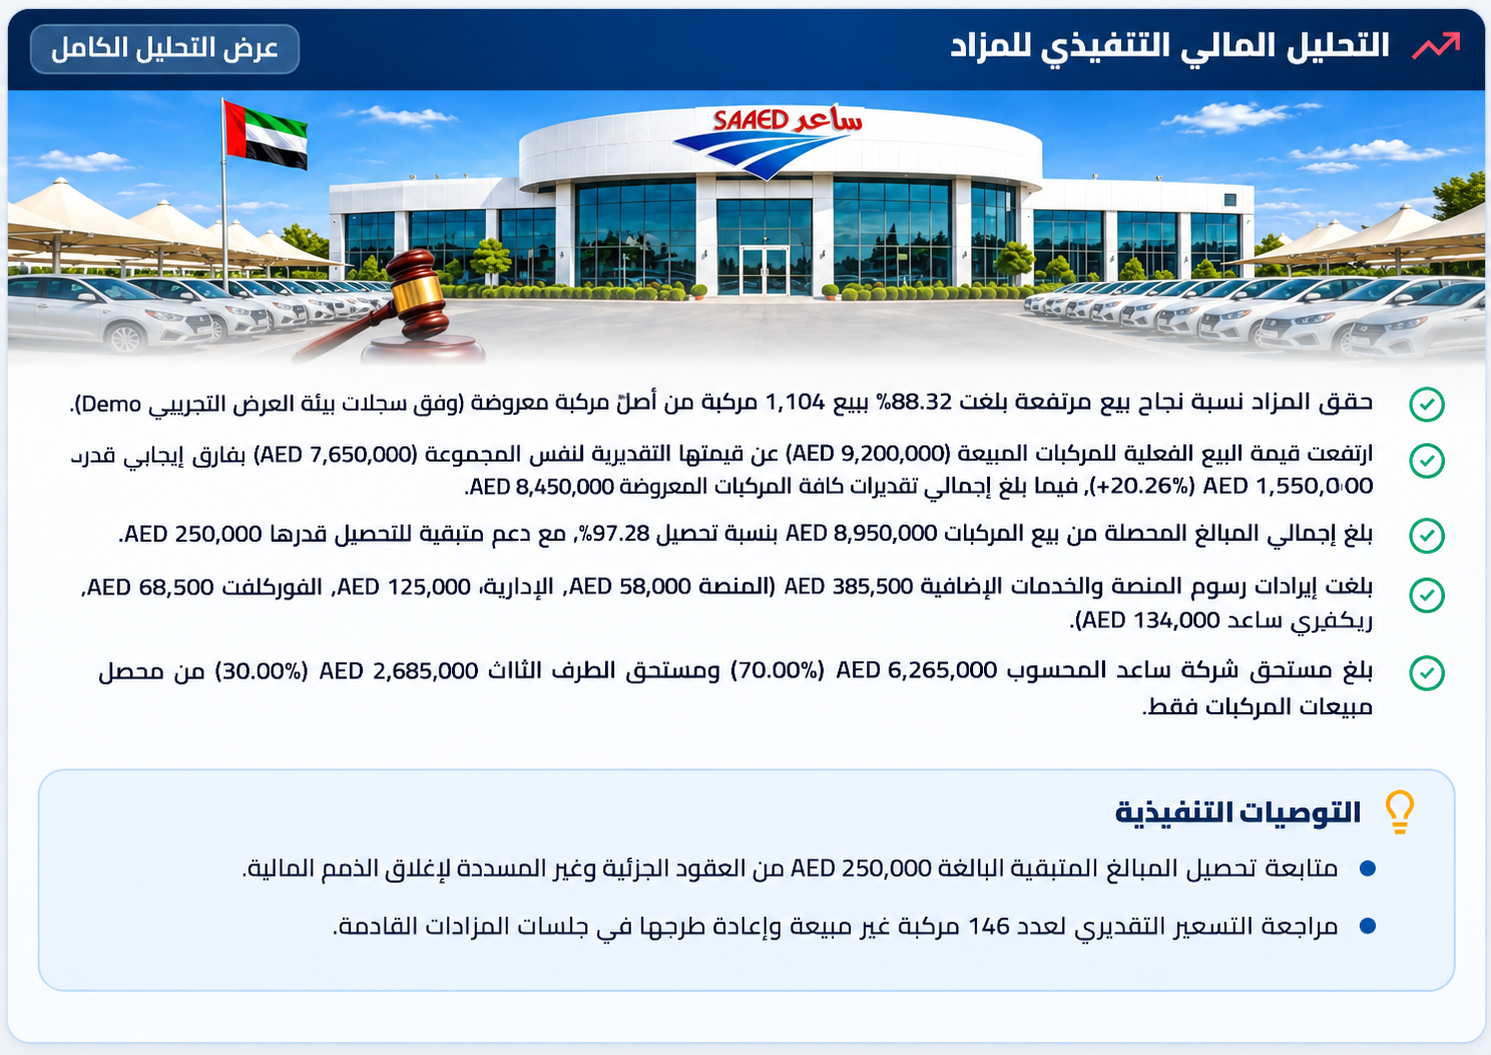 التحليل المالي التتفيذي للمزاد
عرض التحليل الكامل
SAAED ساعد
حقق المزاد نسبة نجاح بيع مرتفعة بلغت 88.32% ببيع 1,104 مركبة من أصل مركبة معروضة (وفق سجلات بيئة العرض التجريبي Demo).
ارتفعت قيمة البيع الفعلية للمركبات المبيعة (AED 9,200,000) عن قيمتها التقديرية لنفس المجموعة (AED 7,650,000) بفارق إيجابي
AED 1,550,000 (+20.26%), فيما بلغ إجمالي تقديرات كافة المركبات المعروضة AED 8,450,000.
بلغ إجمالي المبالغ المحصلة من بيع المركبات AED 8,950,000 بنسبة تحصيل 97.28%, مع دعم متبقية للتحصيل قدرها AED 250,000.
بلغت إيرادات رسوم المنصة والخدمات الإضافية AED 385,500 (المنصة AED 58,000, الإدارية، AED 125,000, الفوركلفت AED 68,500,
ريكفري ساعد AED 134,000).
بلغ مستحق شركة ساعد المحسوب AED 6,265,000 (70.00%) ومستحق الطرف الثااث AED 2,685,000 (30.00%) من محصل
مبيعات المركبات فقط.
التوصيات التنفيذية
متابعة تحصيل المبالغ المتبقية البالغة AED 250,000 من العقود الجزئية وغير المسددة لإغلاق الذمم المالية.
مراجعة التسعير التقديري لعدد 146 مركبة غير مبيعة وإعادة طرجها في جلسات المزادات القادمة.